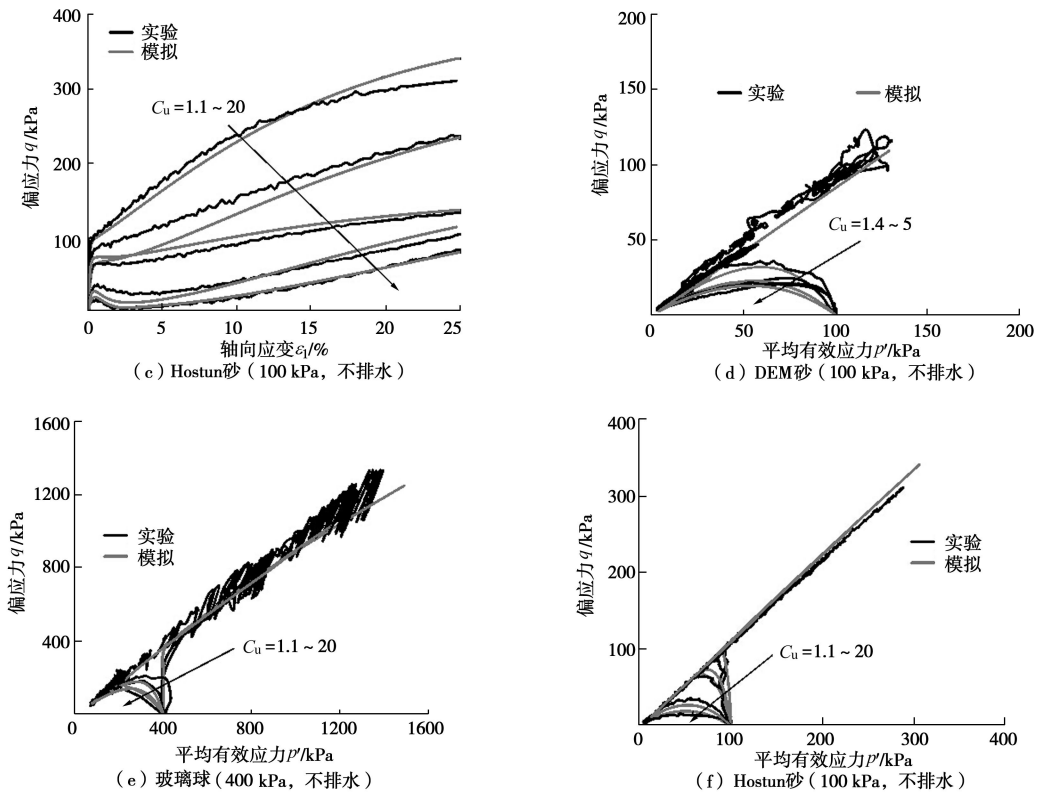 400
300
200
100
0
5
10
15
20
25
偏应力q/kPa
实验
模拟
Cu=1.1~20
轴向应变ε1/%
(c) Hostun砂(100 kPa, 不排水)
200
150
100
50
0
50
100
150
200
偏应力q/kPa
实验
模拟
Cu=1.4~5
平均有效应力p′/kPa
(d) DEM砂(100 kPa, 不排水)
1600
1200
800
400
0
400
800
1200
1600
偏应力q/kPa
实验
模拟
Cu=1.1~20
平均有效应力p′/kPa
(e) 玻璃球(400 kPa, 不排水)
400
300
200
100
0
100
200
300
400
偏应力q/kPa
实验
模拟
Cu=1.1~20
平均有效应力p′/kPa
(f) Hostun砂(100 kPa, 不排水)